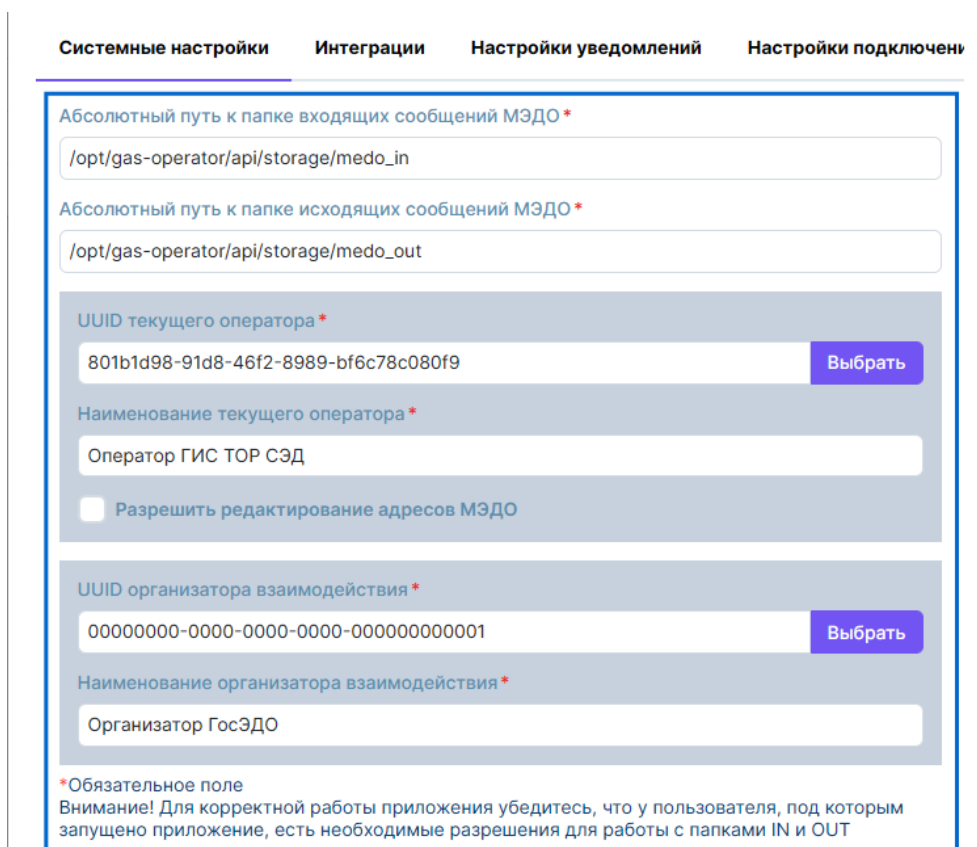 Системные настройки Интеграции Настройки уведомлений Настройки
Абсолютный путь к папке входящих сообщений МЭДО*
/opt/gas-operator/api/storage/medo_in
Абсолютный путь к папке исходящих сообщений МЭДО*
/opt/gas-operator/api/storage/medo_out
UUID текущего оператора*
801b1d98-91d8-46f2-8989-bf6c78c080f9 Выбрать
Наименование текущего оператора*
Оператор ГИС ТОР СЭД
Разрешить редактирование адресов МЭДО
UUID организатора взаимодействия*
00000000-0000-0000-0000-000000000001 Выбрать
Наименование организатора взаимодействия*
Организатор ГосЭДО
*Обязательное поле
Внимание! Для корректной работы приложения убедитесь, что у пользователя, под которым
запущено приложение, есть необходимые разрешения для работы с папками IN и OUT